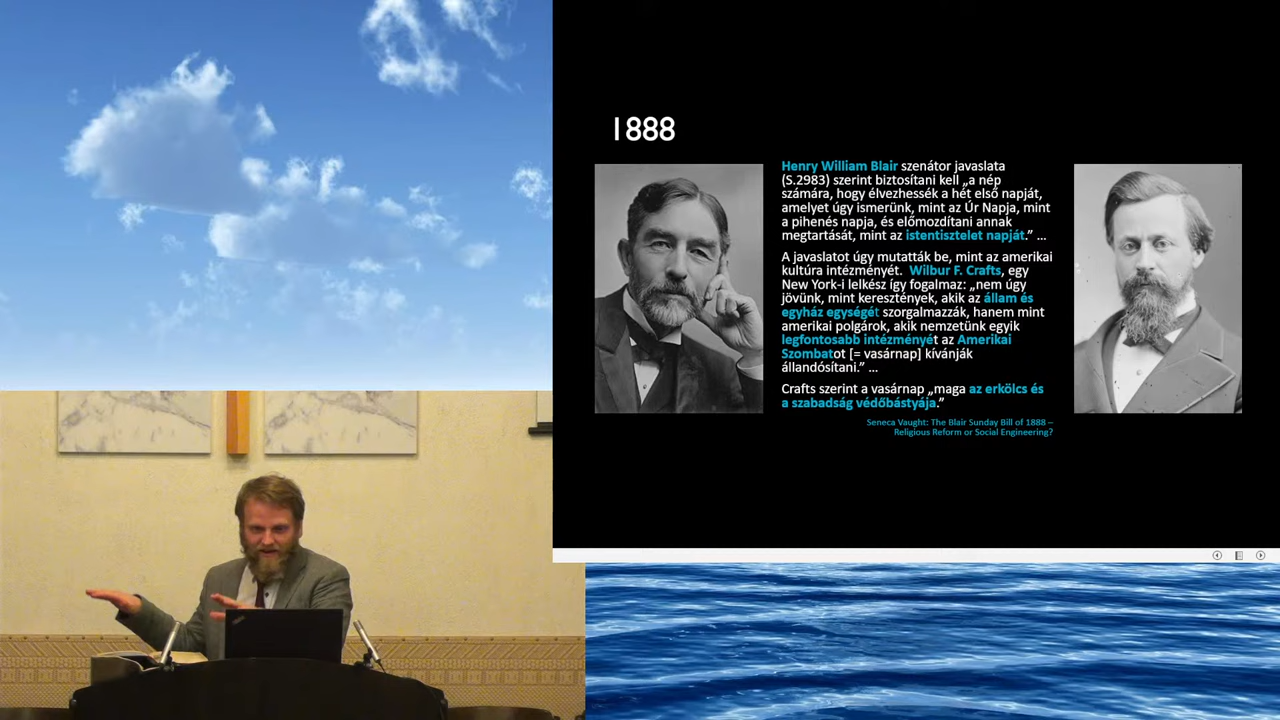 1888
Henry William Blair szenátor javaslata
(S.2983) szerint biztosítani kell „a nép
számára, hogy élvezhessék a hét első napját,
amelyet úgy ismerünk, mint az Úr Napja, mint
a pihenés napja, és előmozdítani annak
megtartását, mint az istentisztelet napját.” ...
A javaslatot úgy mutatták be, mint az amerikai
kultúra intézményét.  Wilbur F. Crafts, egy
New York-i lelkész így fogalmaz: „nem úgy
jövünk, mint keresztények, akik az állam és
egyház egységét szorgalmazzák, hanem mint
amerikai polgárok, akik nemzetünk egyik
legfontosabb intézményét az Amerikai
Szombatot [= vasárnap] kívánják
állandósítani.” ...
Crafts szerint a vasárnap „maga az erkölcs és
a szabadság védőbástyája.”
Seneca Vaught: The Blair Sunday Bill of 1888 –
Religious Reform or Social Engineering?